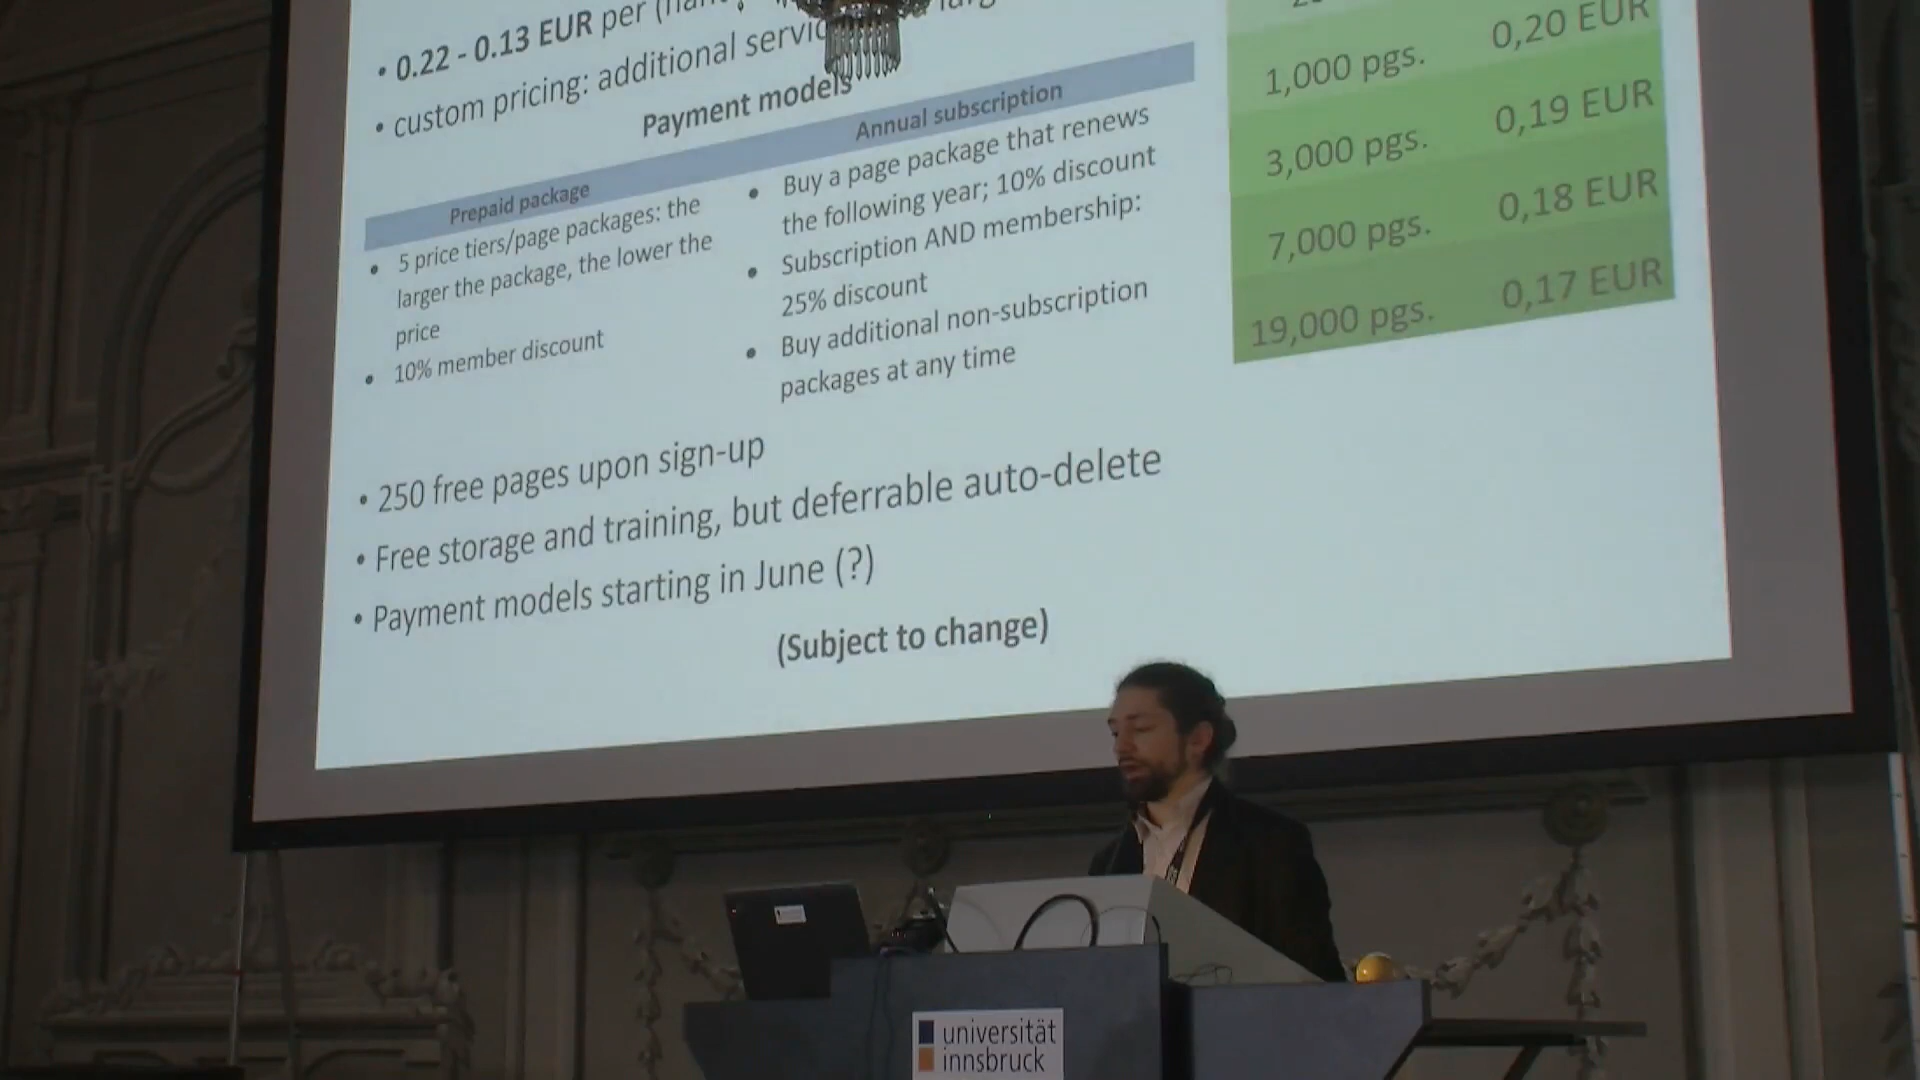 • 0.22 - 0.13 EUR per
• custom pricing: additional
Payment models
Prepaid package
• 5 price tiers/page packages: the
larger the package, the lower the
price
• 10% member discount
Annual subscription
• Buy a page package that renews
the following year; 10% discount
• Subscription AND membership:
25% discount
• Buy additional non-subscription
packages at any time
1,000 pgs. 0,20 EUR
3,000 pgs. 0,19 EUR
7,000 pgs. 0,18 EUR
19,000 pgs. 0,17 EUR
• 250 free pages upon sign-up
• Free storage and training, but deferrable auto-delete
• Payment models starting in June (?)
(Subject to change)
universität
innsbruck